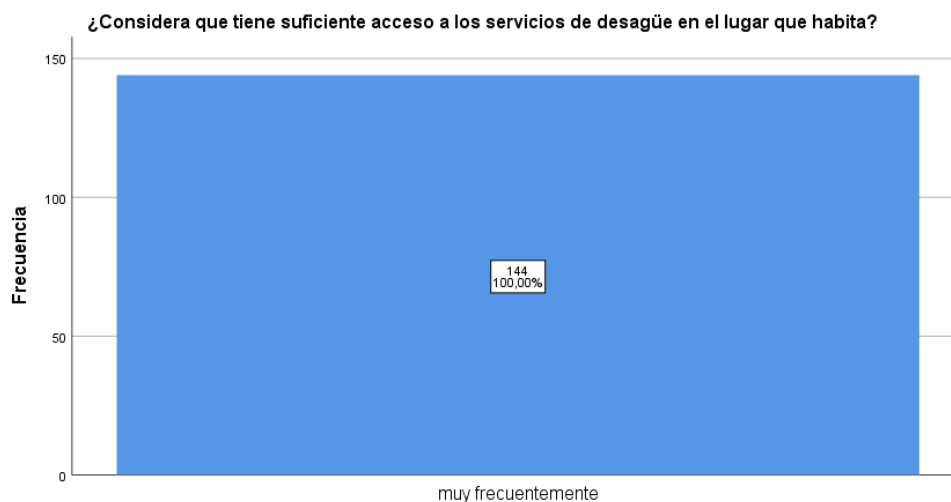 ¿Considera que tiene suficiente acceso a los servicios de desagüe en el lugar que habita?
150
100
50
0
Frecuencia
144
100,00%
muy frecuentemente